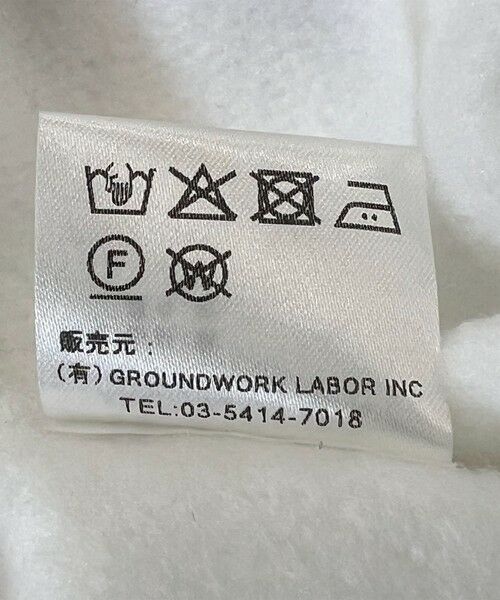 F W
販売元：
（有）GROUNDWORK LABOR INC
TEL:03-5414-7018